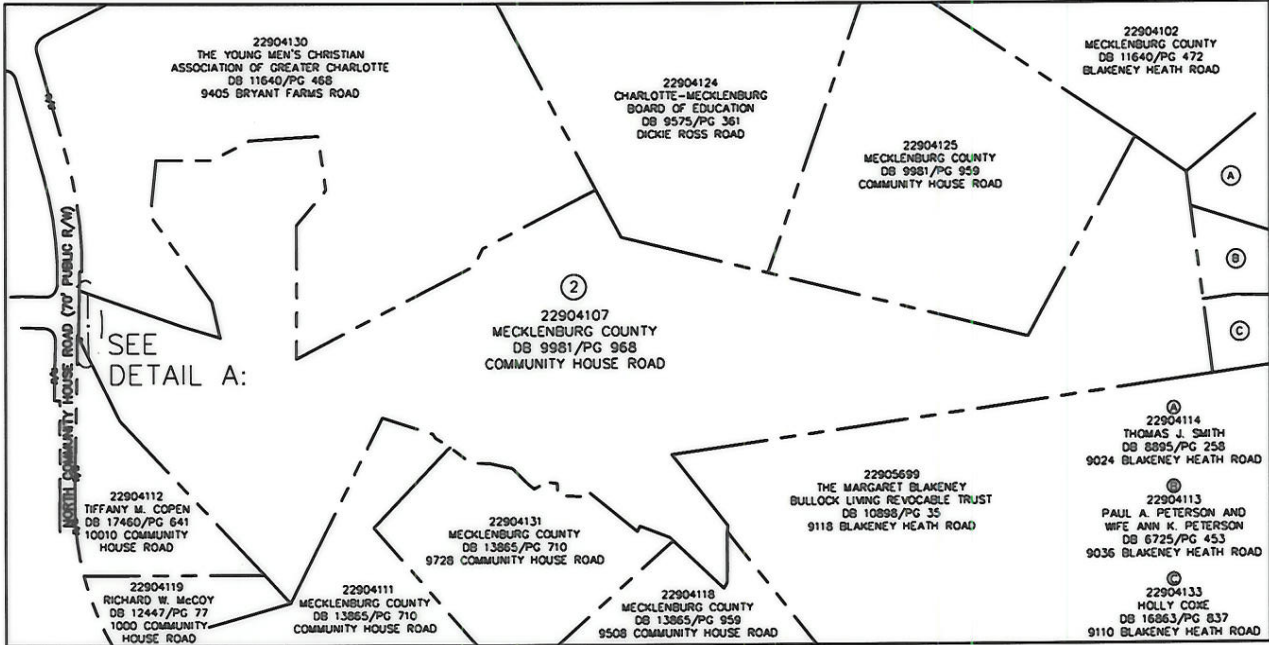 22904130
THE YOUNG MEN'S CHRISTIAN
ASSOCIATION OF GREATER CHARLOTTE
DB 11640/PG 468
9405 BRYANT FARMS ROAD
22904124
CHARLOTTE-MECKLENBURG
BOARD OF EDUCATION
DB 9575/PG 361
DICKIE ROSS ROAD
22904102
MECKLENBURG COUNTY
DB 11640/PG 472
BLAKENEY HEATH ROAD
22904125
MECKLENBURG COUNTY
DB 9981/PG 959
COMMUNITY HOUSE ROAD
A
B
C
NORTH COMMUNITY HOUSE ROAD (70' PUBLIC R/W)
SEE
DETAIL A:
2
22904107
MECKLENBURG COUNTY
DB 9981/PG 968
COMMUNITY HOUSE ROAD
22904112
TIFFANY M. COPEN
DB 17460/PG 641
10010 COMMUNITY
HOUSE ROAD
22904119
RICHARD W. McCOY
DB 12447/PG 77
1000 COMMUNITY
HOUSE ROAD
22904111
MECKLENBURG COUNTY
DB 13865/PG 710
COMMUNITY HOUSE ROAD
22904131
MECKLENBURG COUNTY
DB 13865/PG 710
9728 COMMUNITY HOUSE ROAD
22904118
MECKLENBURG COUNTY
DB 13865/PG 959
9508 COMMUNITY HOUSE ROAD
22905699
THE MARGARET BLAKENEY
BULLOCK LIVING REVOCABLE TRUST
DB 10898/PG 35
9118 BLAKENEY HEATH ROAD
A
22904114
THOMAS J. SMITH
DB 8895/PG 258
9024 BLAKENEY HEATH ROAD
B
22904113
PAUL A. PETERSON AND
WIFE ANN K. PETERSON
DB 6725/PG 453
9036 BLAKENEY HEATH ROAD
C
22904133
HOLLY COXE
DB 16863/PG 837
9110 BLAKENEY HEATH ROAD